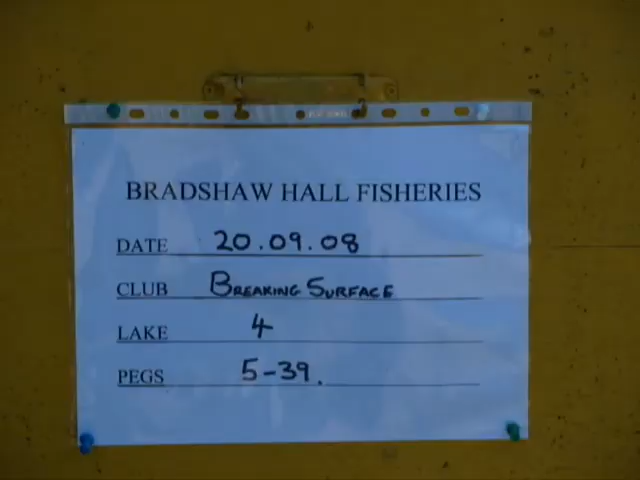 BRADSHAW HALL FISHERIES
DATE 20.09.08
CLUB BREAKING SURFACE
LAKE 4
PEGS 5-39.